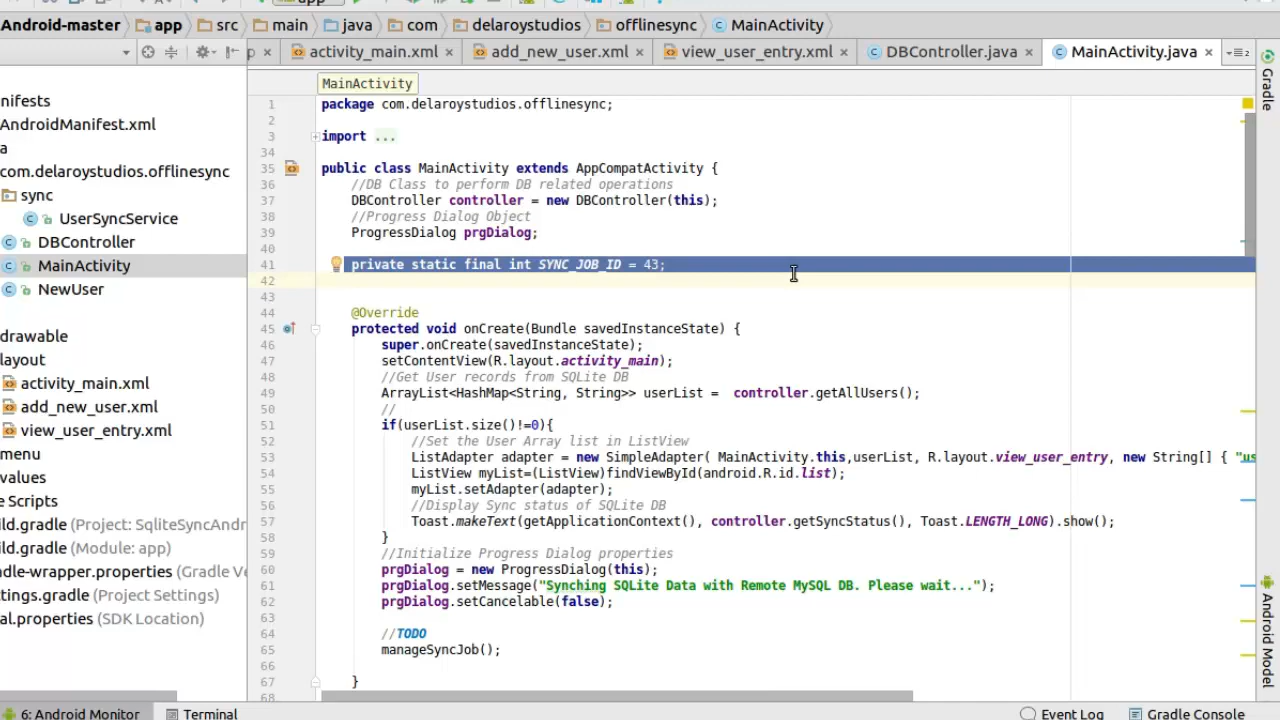 app
Android-master app src main java com delaroystudios offlinesync MainActivity
activity_main.xml add_new_user.xml view_user_entry.xml DBController.java MainActivity.java
MainActivity
nifests
AndroidManifest.xml
a
com.delaroystudios.offlinesync
sync
UserSyncService
DBController
MainActivity
NewUser
drawable
layout
activity_main.xml
add_new_user.xml
view_user_entry.xml
menu
values
e Scripts
ild.gradle (Project: SqliteSyncAndr
ild.gradle (Module: app)
adle-wrapper.properties (Gradle Ve
ttings.gradle (Project Settings)
al.properties (SDK Location)
1 package com.delaroystudios.offlinesync;
2
3 import ...
34
35 public class MainActivity extends AppCompatActivity {
36 //DB Class to perform DB related operations
37 DBController controller = new DBController(this);
38 //Progress Dialog Object
39 ProgressDialog prgDialog;
40
41 private static final int SYNC_JOB_ID = 43;
42
43
44 @Override
45 protected void onCreate(Bundle savedInstanceState) {
46 super.onCreate(savedInstanceState);
47 setContentView(R.layout.activity_main);
48 //Get User records from SQLite DB
49 ArrayList<HashMap<String, String>> userList = controller.getAllUsers();
50 //
51 if(userList.size()!=0){
52 //Set the User Array list in ListView
53 ListAdapter adapter = new SimpleAdapter( MainActivity.this,userList, R.layout.view_user_entry, new String[] { "us
54 ListView myList=(ListView)findViewById(android.R.id.list);
55 myList.setAdapter(adapter);
56 //Display Sync status of SQLite DB
57 Toast.makeText(getApplicationContext(), controller.getSyncStatus(), Toast.LENGTH_LONG).show();
58 }
59 //Initialize Progress Dialog properties
60 prgDialog = new ProgressDialog(this);
61 prgDialog.setMessage("Synching SQLite Data with Remote MySQL DB. Please wait...");
62 prgDialog.setCancelable(false);
63
64 //TODO
65 manageSyncJob();
66
67 }
68
Gradle
Android Model
6: Android Monitor Terminal Event Log Gradle Console